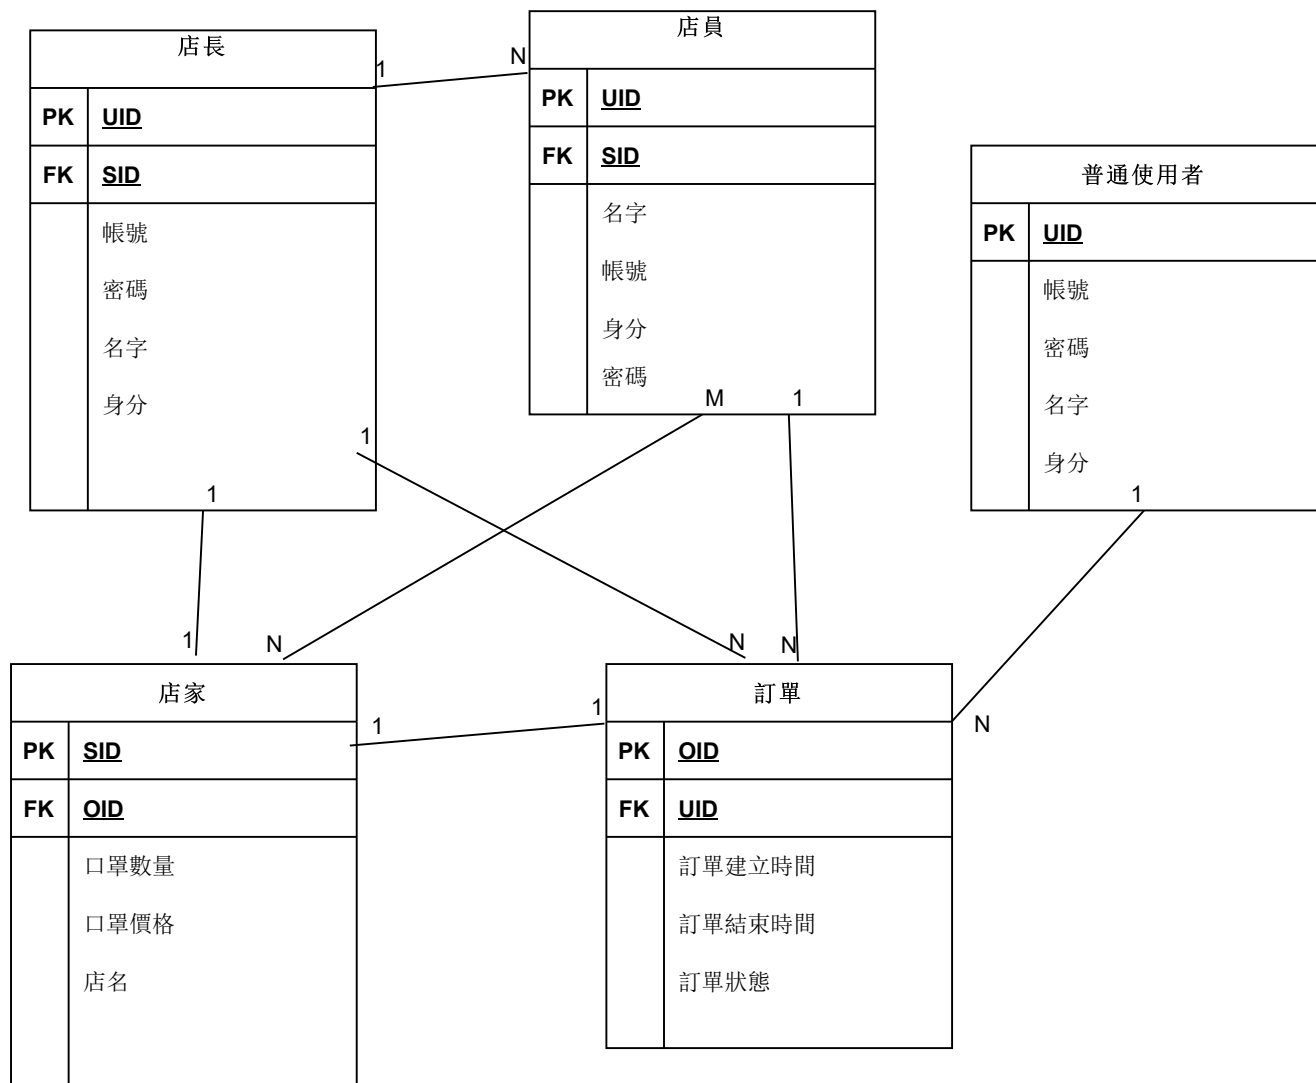 店長
1
PK UID
FK SID
帳號
密碼
名字
身分
1
1
店員
N
PK UID
FK SID
名字
帳號
身分
密碼
M 1
普通使用者
PK UID
帳號
密碼
名字
身分
1
1
N
N
N
N
店家
1
PK SID
FK OID
口罩數量
口罩價格
店名
訂單
1
PK OID
FK UID
訂單建立時間
訂單結束時間
訂單狀態